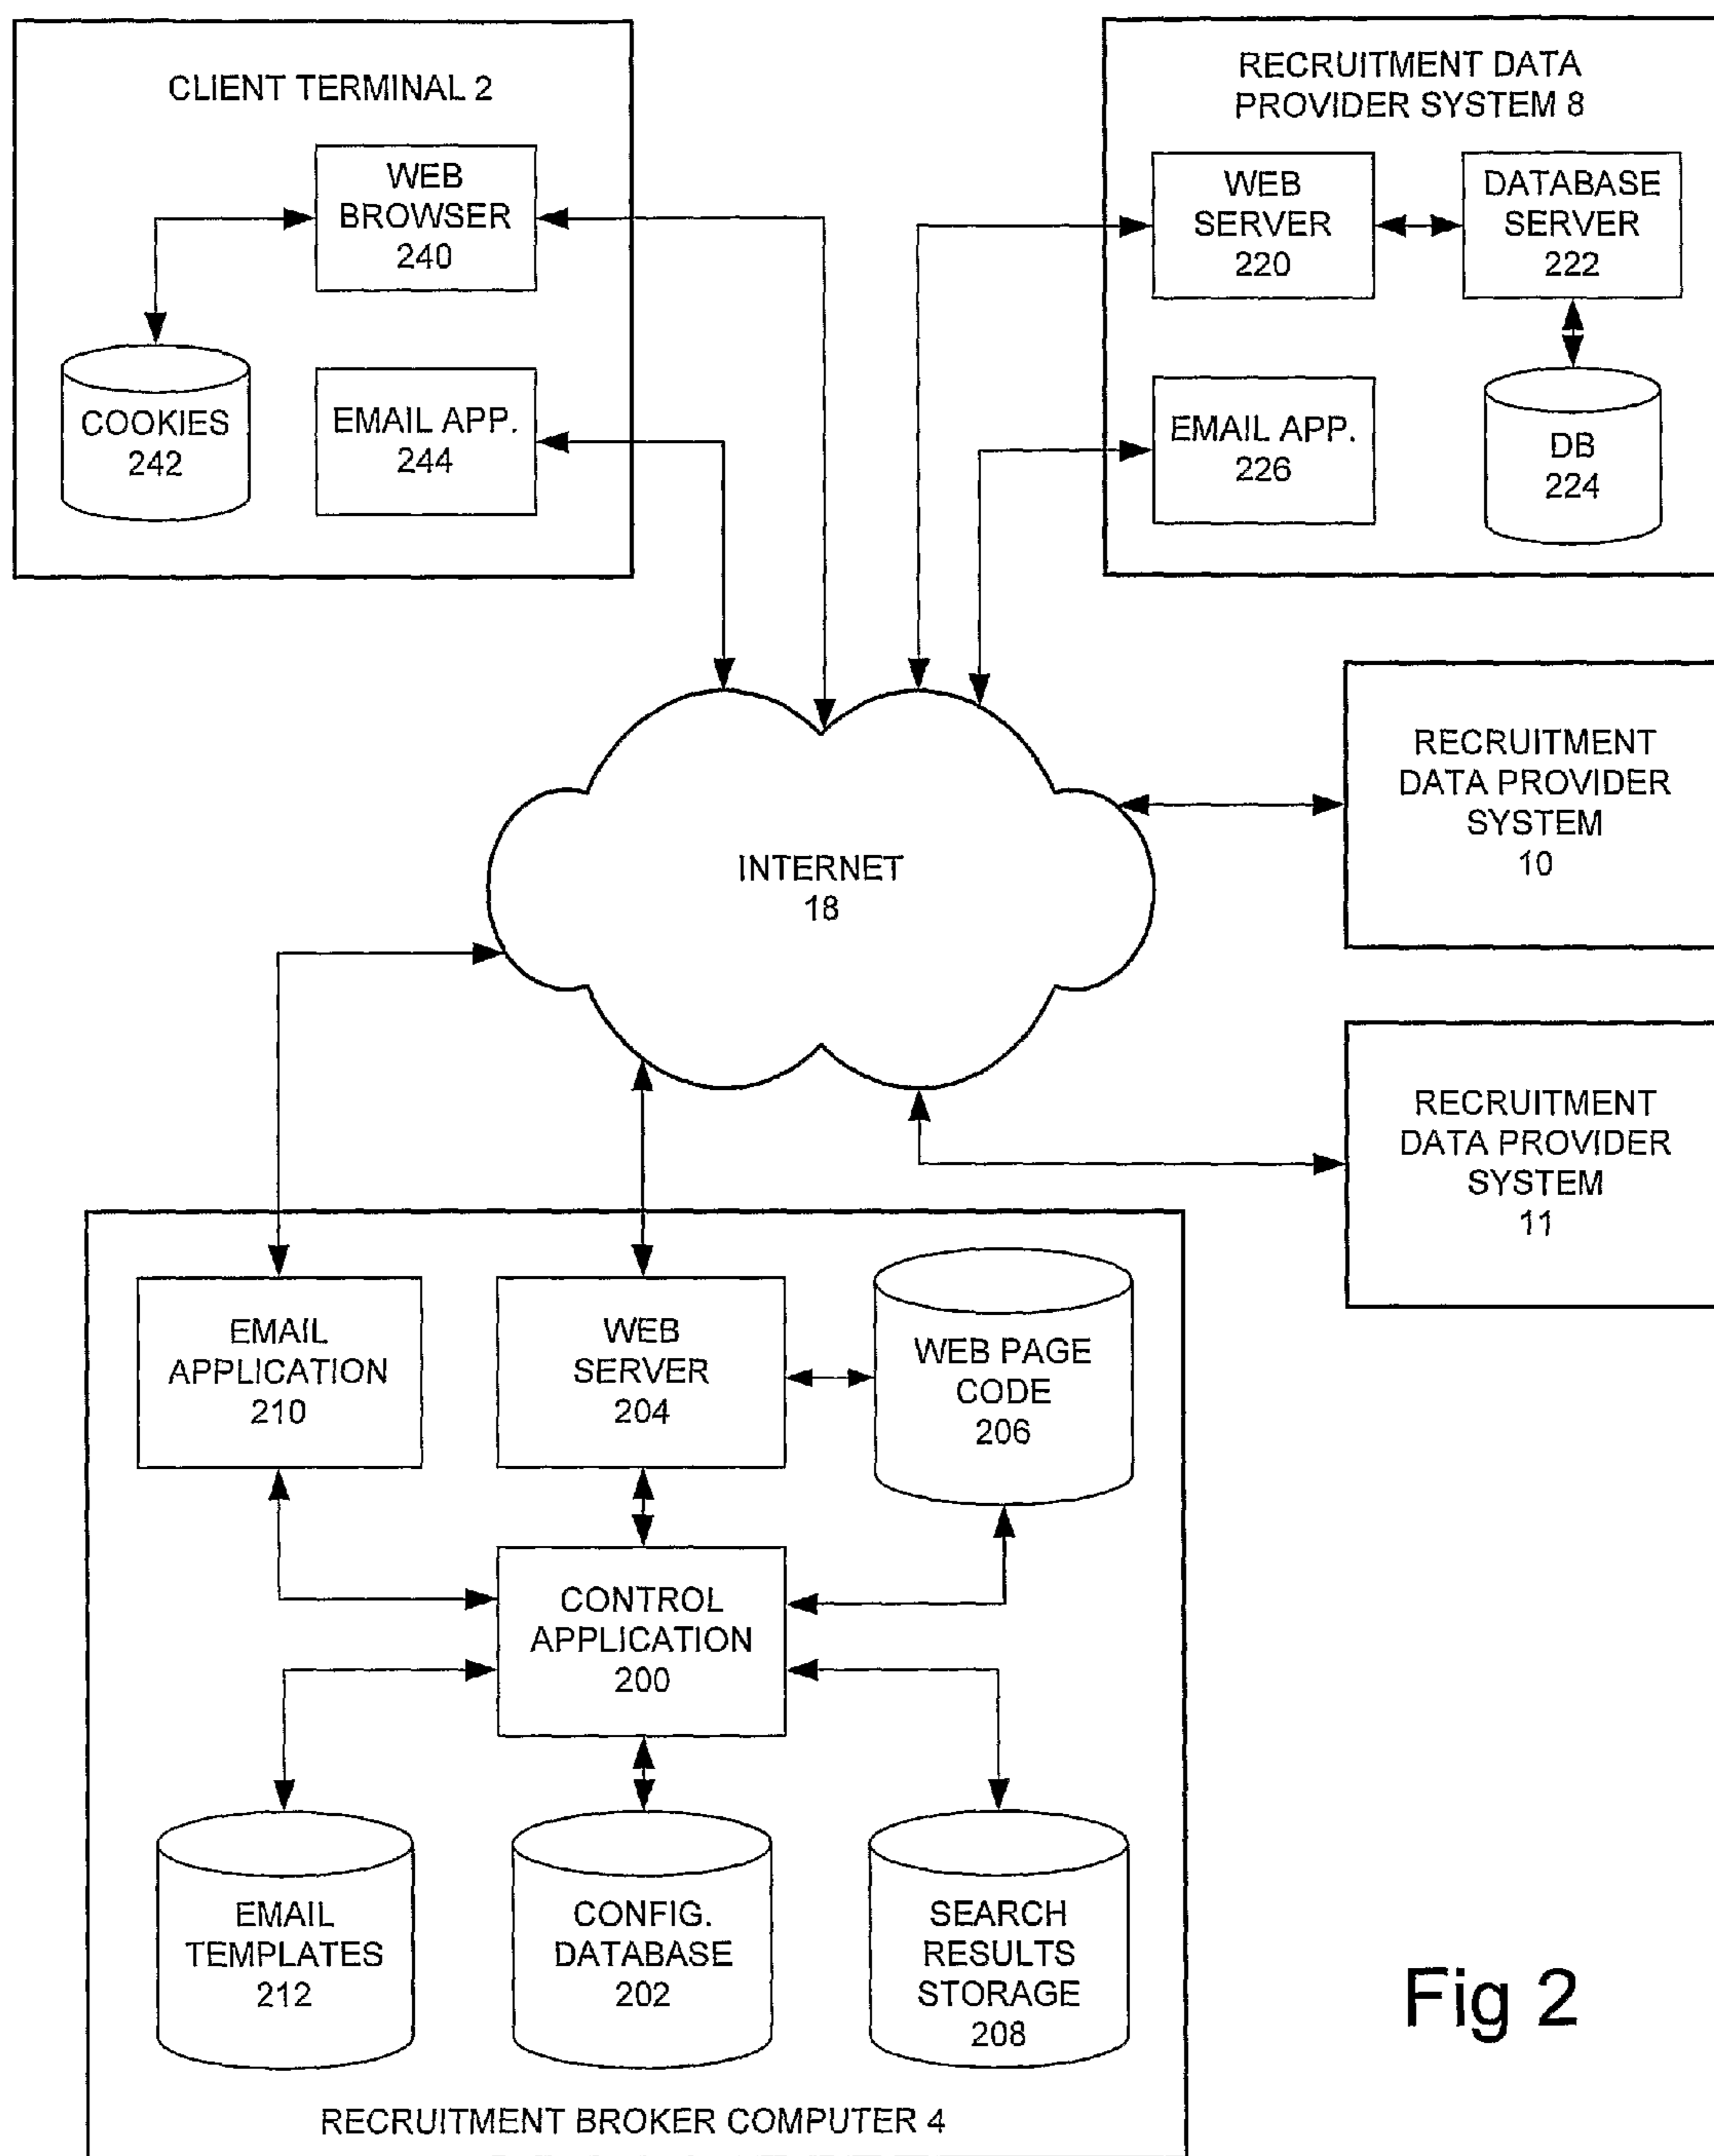 CLIENT TERMINAL 2
WEB
BROWSER
240
COOKIES
242
EMAIL APP.
244
RECRUITMENT DATA
PROVIDER SYSTEM 8
WEB
SERVER
220
DATABASE
SERVER
222
EMAIL APP.
226
DB
224
INTERNET
18
RECRUITMENT
DATA PROVIDER
SYSTEM
10
RECRUITMENT
DATA PROVIDER
SYSTEM
11
EMAIL
APPLICATION
210
WEB
SERVER
204
WEB PAGE
CODE
206
CONTROL
APPLICATION
200
EMAIL
TEMPLATES
212
CONFIG.
DATABASE
202
SEARCH
RESULTS
STORAGE
208
RECRUITMENT BROKER COMPUTER 4
Fig 2